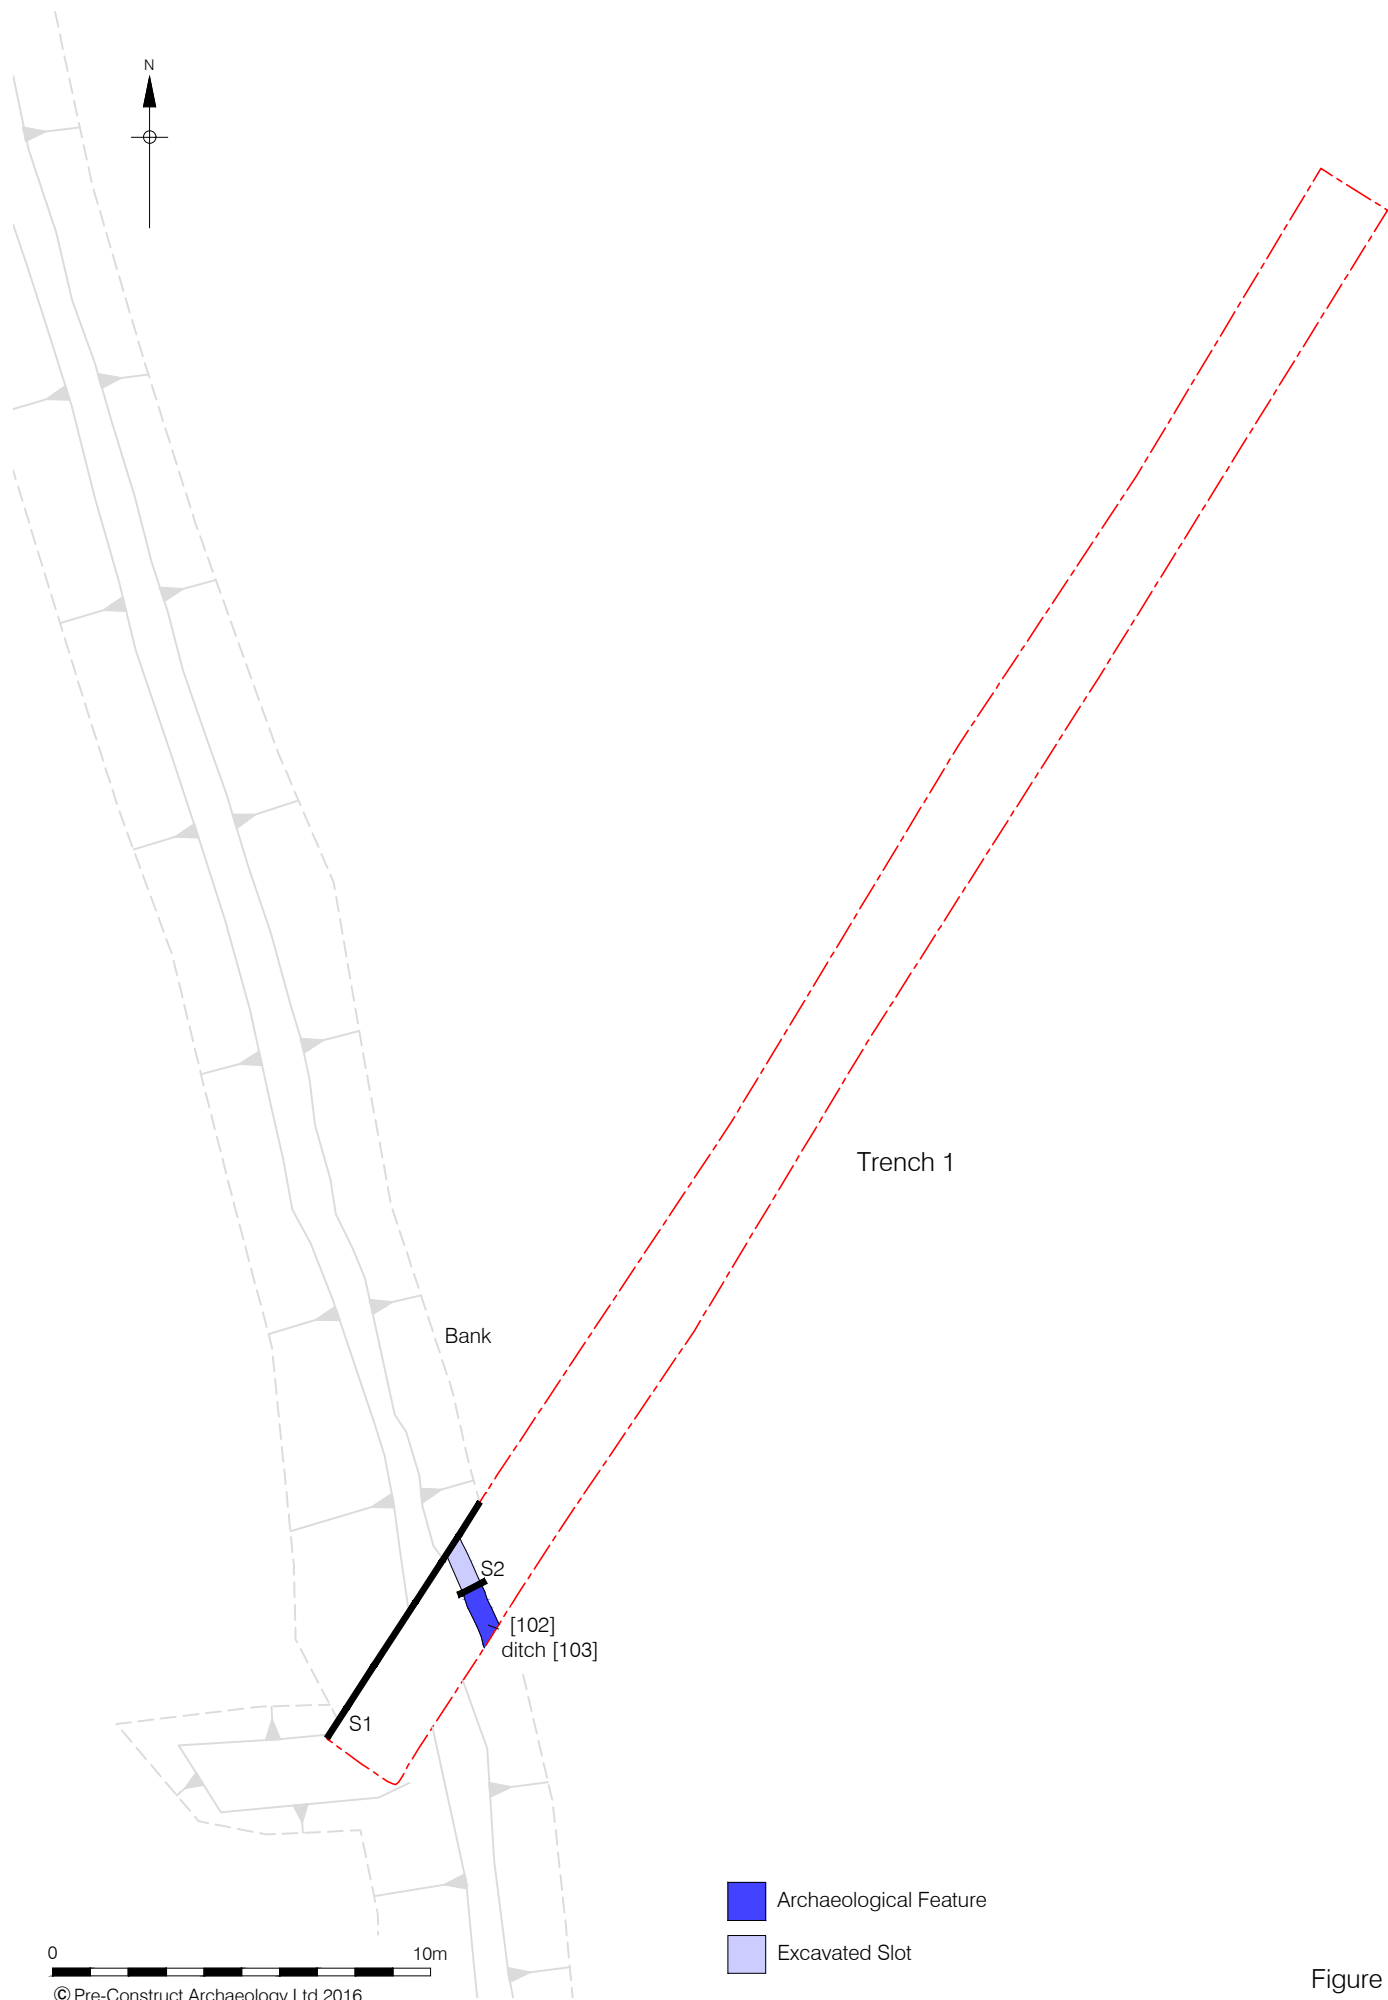 N
Trench 1
Bank
S2
[102]
ditch [103]
S1
Archaeological Feature
Excavated Slot
0 10m
© Pre-Construct Archaeology Ltd 2016
Figure